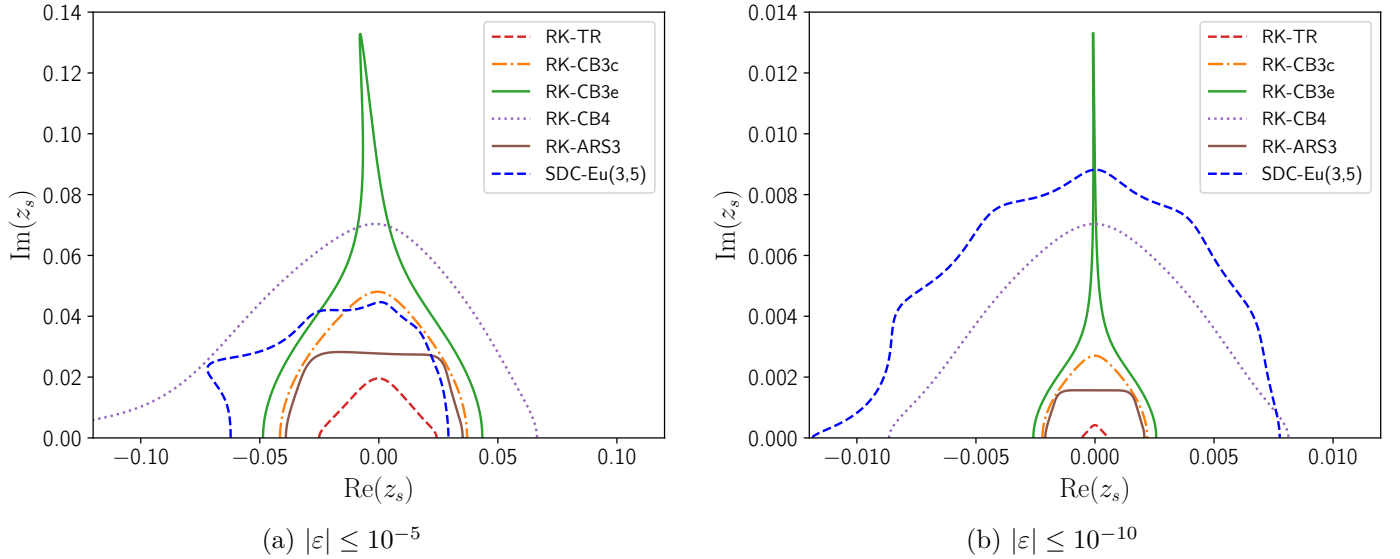 0.14
0.12
0.10
0.08
0.06
0.04
0.02
0.00
Im(z_s)
−0.10
−0.05
0.00
0.05
0.10
Re(z_s)
RK-TR
RK-CB3c
RK-CB3e
RK-CB4
RK-ARS3
SDC-Eu(3,5)
(a) |ε| ≤ 10^{-5}
0.014
0.012
0.010
0.008
0.006
0.004
0.002
0.000
Im(z_s)
−0.010
−0.005
0.000
0.005
0.010
Re(z_s)
RK-TR
RK-CB3c
RK-CB3e
RK-CB4
RK-ARS3
SDC-Eu(3,5)
(b) |ε| ≤ 10^{-10}